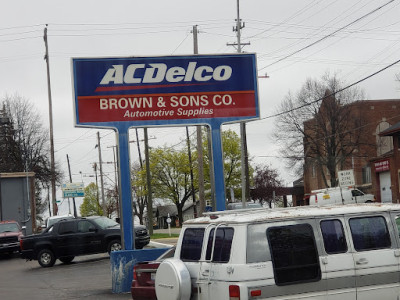 ACDelco
BROWN & SONS CO.
Automotive Supplies